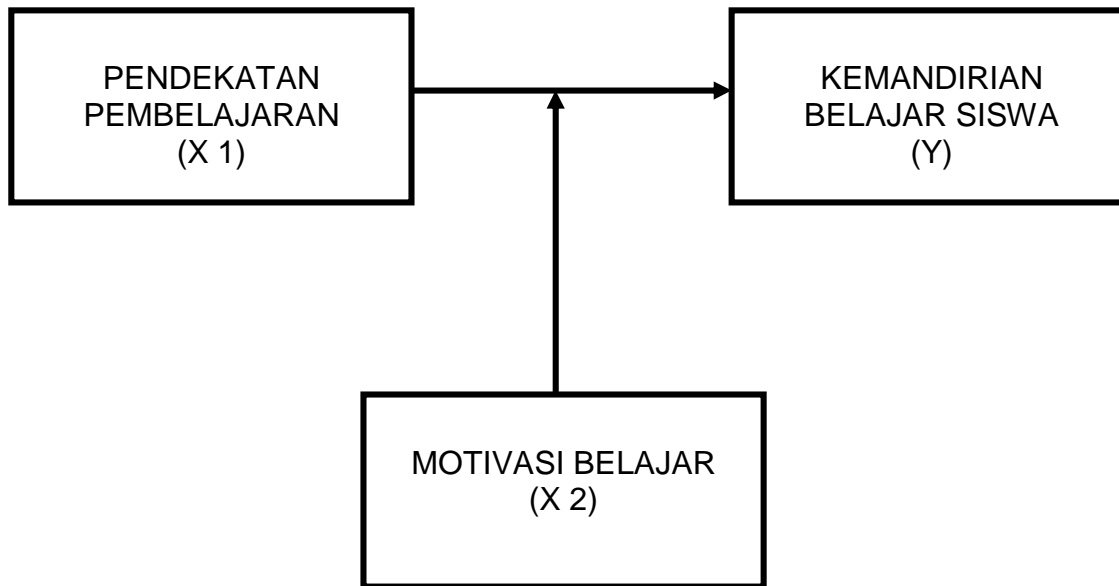 PENDEKATAN
PEMBELAJARAN
(X 1)
KEMANDIRIAN
BELAJAR SISWA
(Y)
MOTIVASI BELAJAR
(X 2)